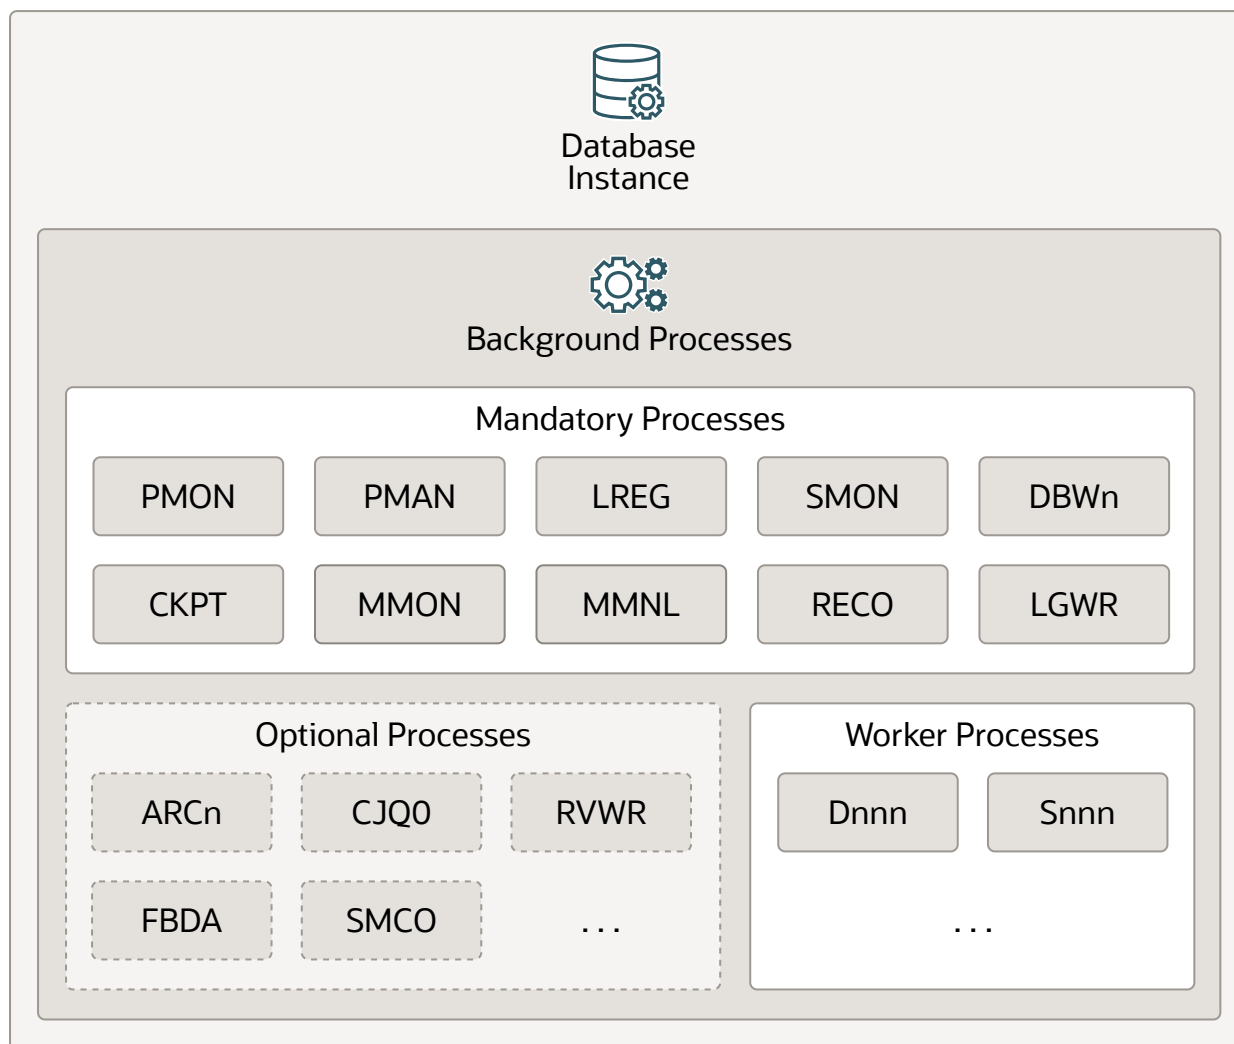 Database
Instance
Background Processes
Mandatory Processes
PMON PMAN LREG SMON DBWn
CKPT MMON MMNL RECO LGWR
Optional Processes
ARCn CJQ0 RVWR
FBDA SMCO ...
Worker Processes
Dnnn Snnn
...